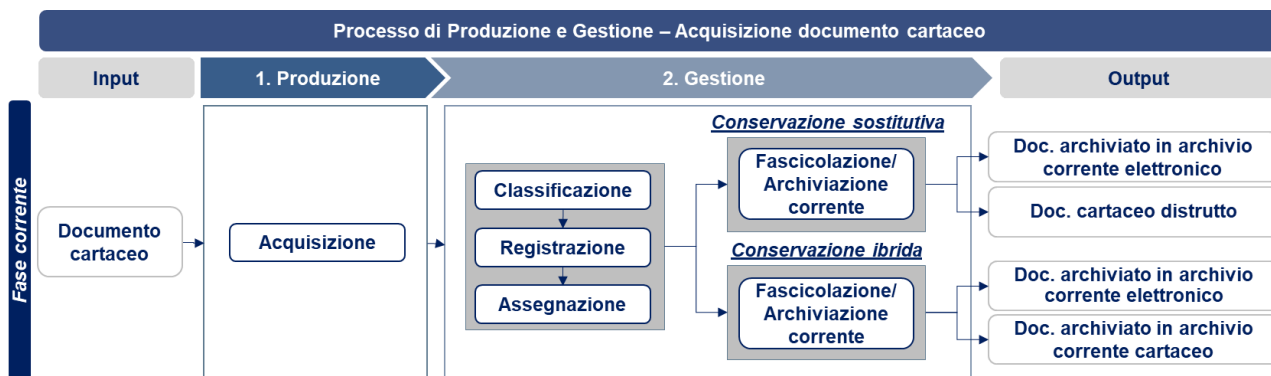 Processo di Produzione e Gestione – Acquisizione documento cartaceo
Input
1. Produzione
2. Gestione
Output
Fase corrente
Documento
cartaceo
Acquisizione
Classificazione
Registrazione
Assegnazione
Conservazione sostitutiva
Fascicolazione/
Archiviazione
corrente
Conservazione ibrida
Fascicolazione/
Archiviazione
corrente
Doc. archiviato in archivio
corrente elettronico
Doc. cartaceo distrutto
Doc. archiviato in archivio
corrente elettronico
Doc. archiviato in archivio
corrente cartaceo